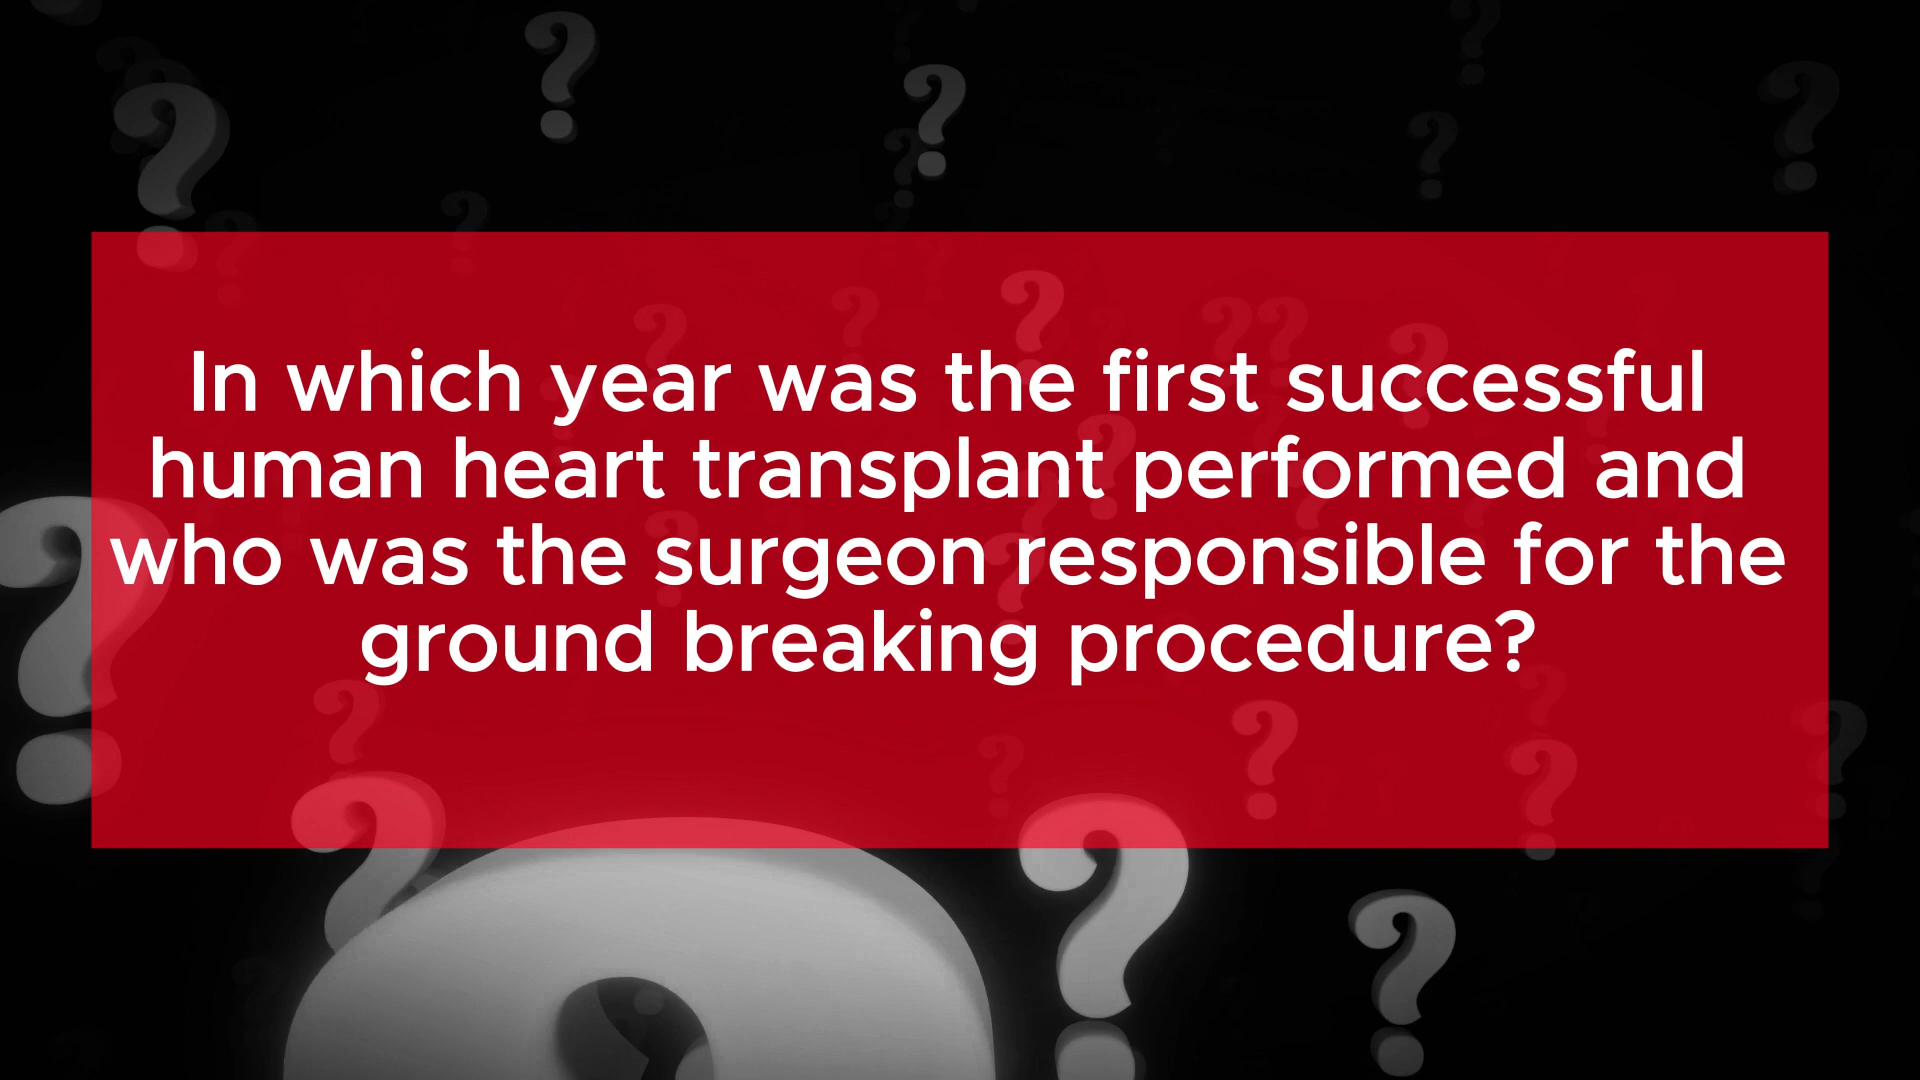 In which year was the first successful
human heart transplant performed and
who was the surgeon responsible for the
ground breaking procedure?